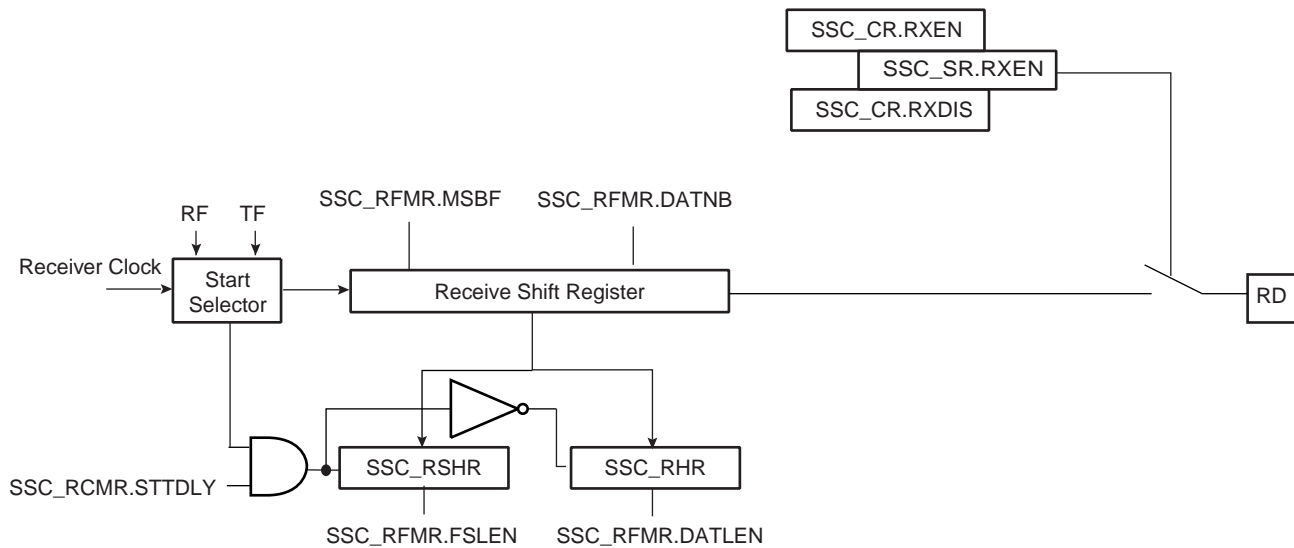 SSC_CR.RXEN
SSC_SR.RXEN
SSC_CR.RXDIS
SSC_RFMR.MSBF
SSC_RFMR.DATNB
RF
TF
Receiver Clock
Start
Selector
Receive Shift Register
RD
SSC_RSHR
SSC_RHR
SSC_RCMR.STTDLY
SSC_RFMR.FSLEN
SSC_RFMR.DATLEN